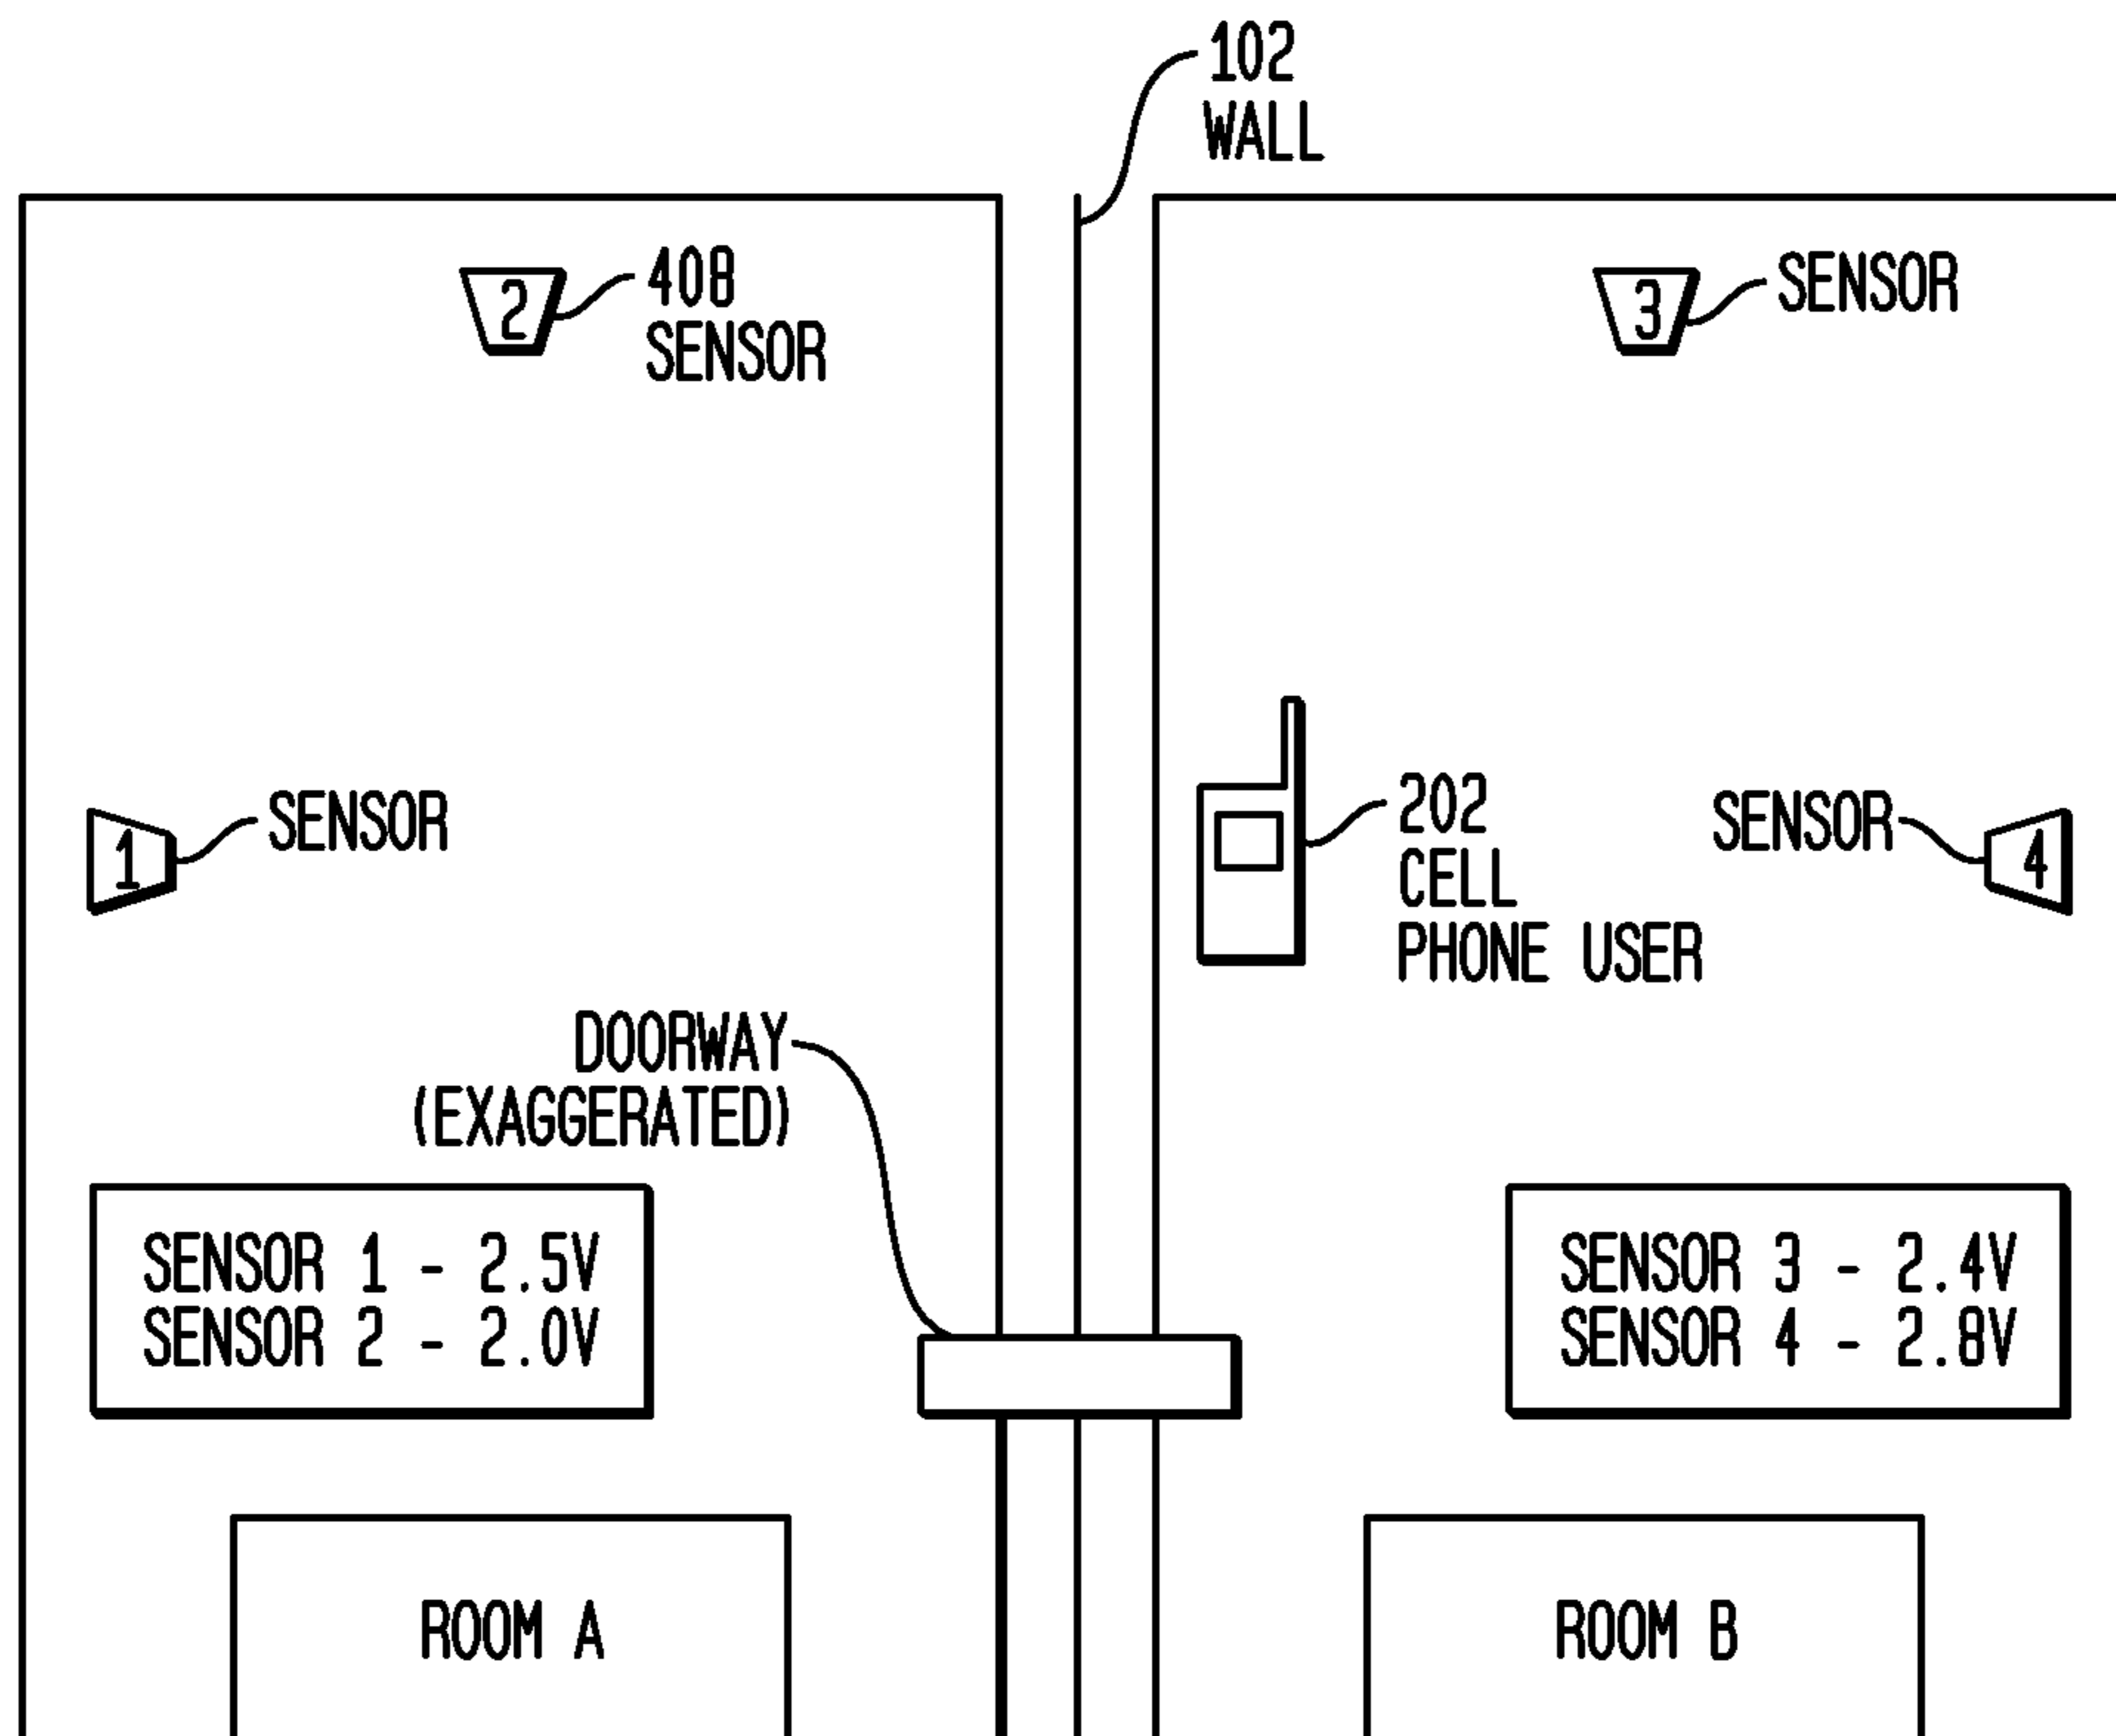 102
WALL
2
408
SENSOR
3
SENSOR
1
SENSOR
202
CELL
PHONE USER
SENSOR
4
DOORWAY
(EXAGGERATED)
SENSOR 1 - 2.5V
SENSOR 2 - 2.0V
SENSOR 3 - 2.4V
SENSOR 4 - 2.8V
ROOM A
ROOM B